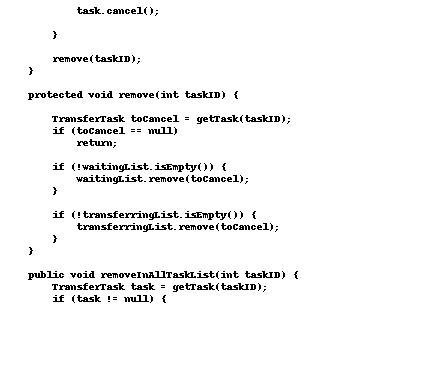 task.cancel();
}
remove(taskID);
}
protected void remove(int taskID) {
TransferTask toCancel = getTask(taskID);
if (toCancel == null)
return;
if (!waitingList.isEmpty()) {
waitingList.remove(toCancel);
}
if (!transferringList.isEmpty()) {
transferringList.remove(toCancel);
}
}
public void removeInAllTaskList(int taskID) {
TransferTask task = getTask(taskID);
if (task != null) {